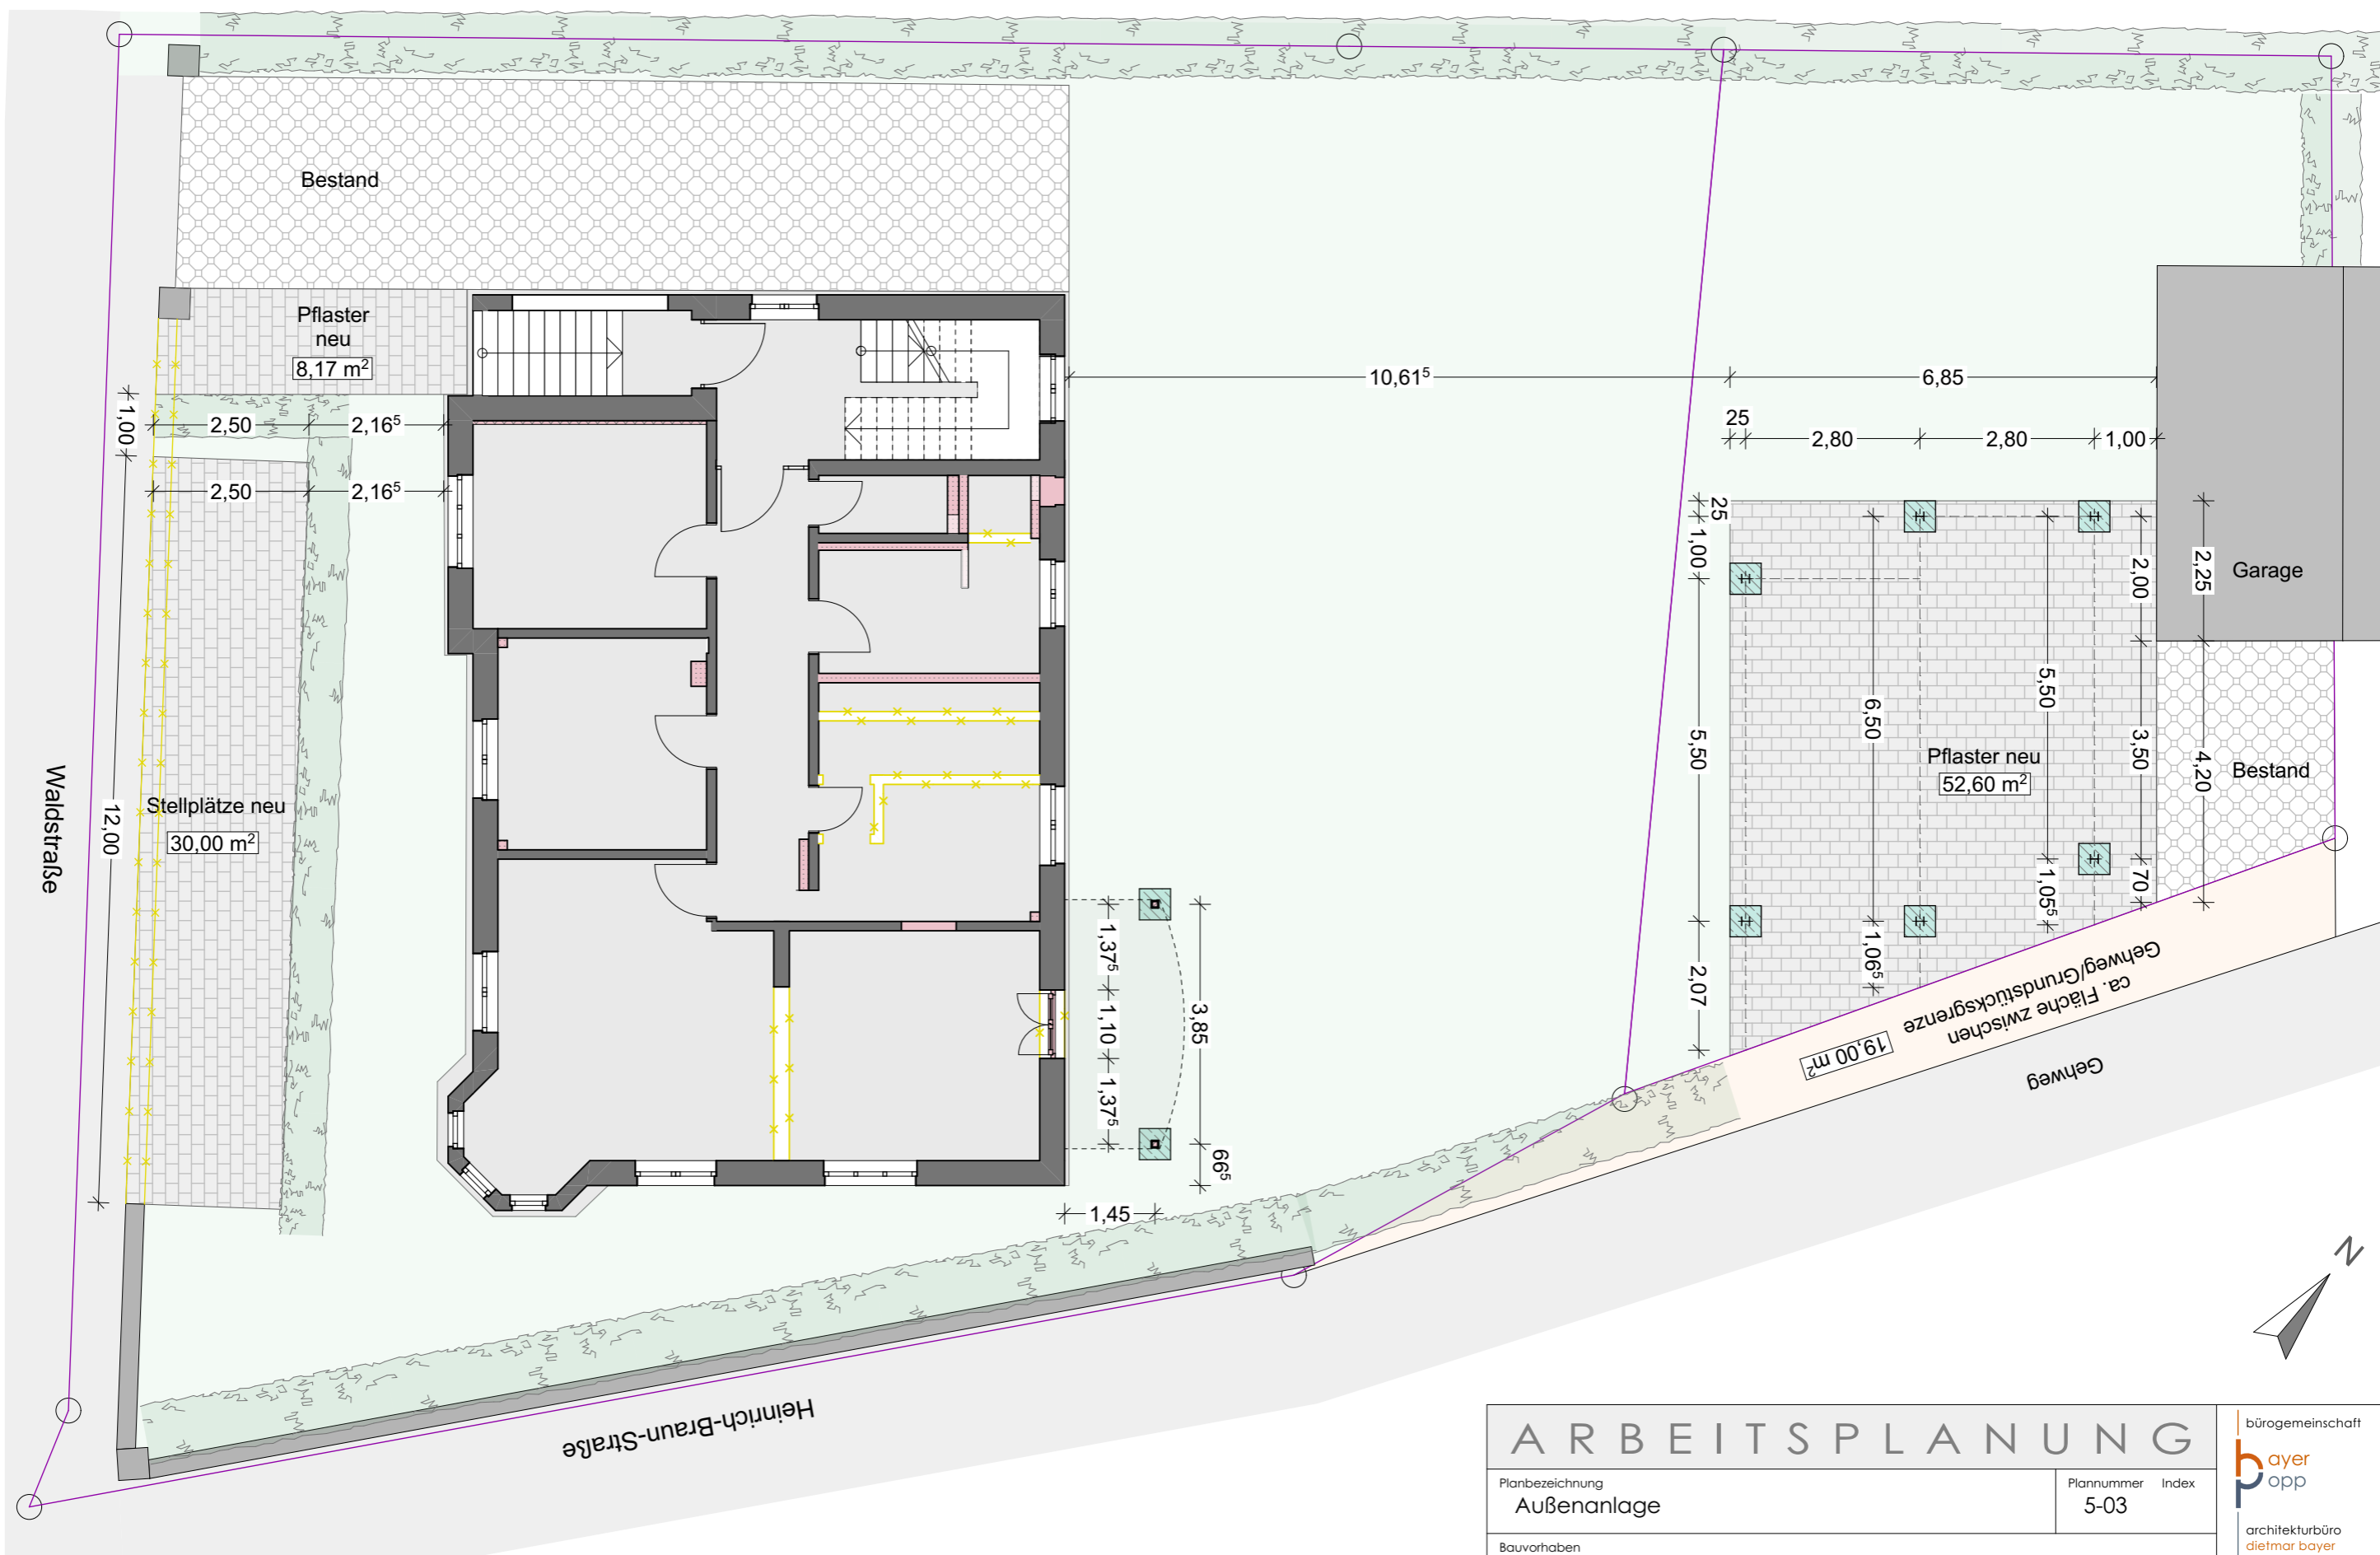 Bestand
Pflaster
neu
8,17 m²
10,61⁵
6,85
1,00
2,50
2,16⁵
25
2,80
2,80
1,00
2,50
2,16⁵
25
1,00
2,00
2,25
Garage
5,50
6,50
5,50
3,50
4,20
Pflaster neu
52,60 m²
Bestand
Waldstraße
12,00
Stellplätze neu
30,00 m²
70
1,05⁵
1,06⁵
2,07
1,37⁵
1,10
1,37⁵
3,85
66⁵
1,45
ca. Fläche zwischen
Gehweg/Grundstücksgrenze
19,00 m²
Gehweg
N
Heinrich-Braun-Straße
ARBEITSPLANUNG
Planbezeichnung
Außenanlage
Plannummer Index
5-03
Bauvorhaben
bürogemeinschaft
bayer
popp
architekturbüro
dietmar bayer